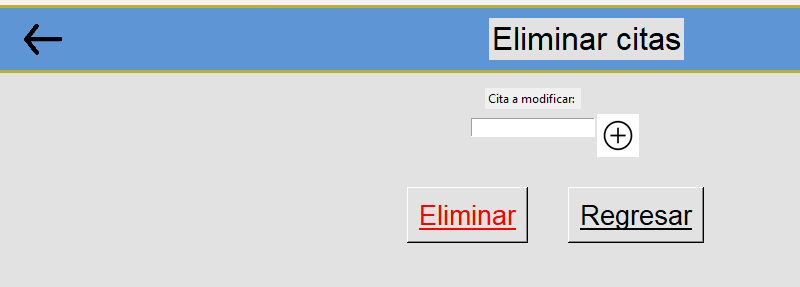 Eliminar citas
Cita a modificar:
Eliminar
Regresar